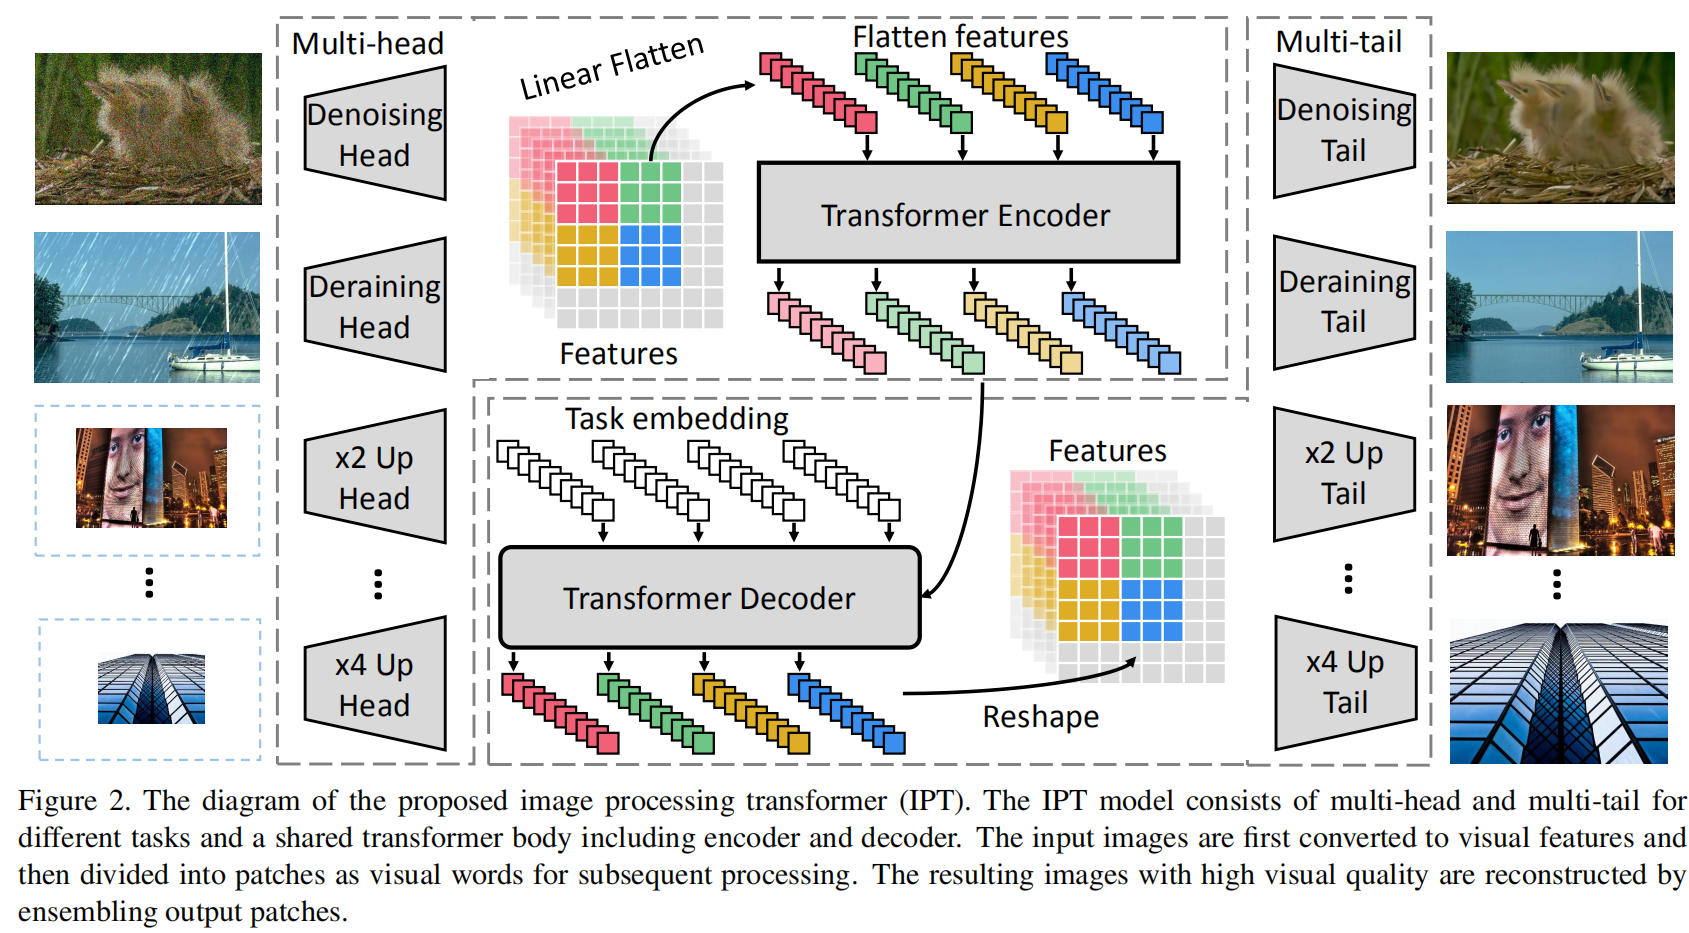 Multi-head
Denoising
Head
Deraining
Head
x2 Up
Head
x4 Up
Head
Linear Flatten
Features
Flatten features
Transformer Encoder
Task embedding
Transformer Decoder
Features
Reshape
Multi-tail
Denoising
Tail
Deraining
Tail
x2 Up
Tail
x4 Up
Tail
Figure 2. The diagram of the proposed image processing transformer (IPT). The IPT model consists of multi-head and multi-tail for
different tasks and a shared transformer body including encoder and decoder. The input images are first converted to visual features and
then divided into patches as visual words for subsequent processing. The resulting images with high visual quality are reconstructed by
ensembling output patches.